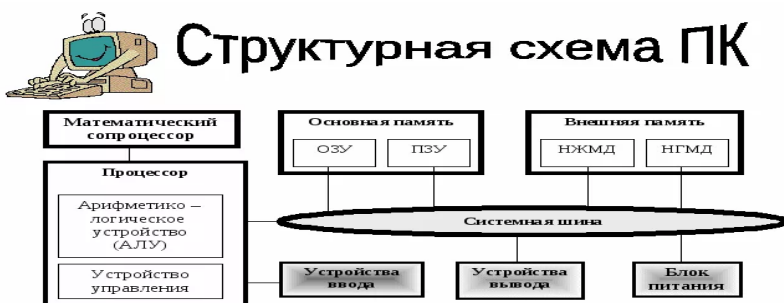 Структурная схема ПК
Математический
сопроцессор
Основная память
ОЗУ
ПЗУ
Внешняя память
НЖМД
НГМД
Процессор
Арифметико –
логическое
устройство
(АЛУ)
Устройство
управления
Системная шина
Устройства
ввода
Устройства
вывода
Блок
питания